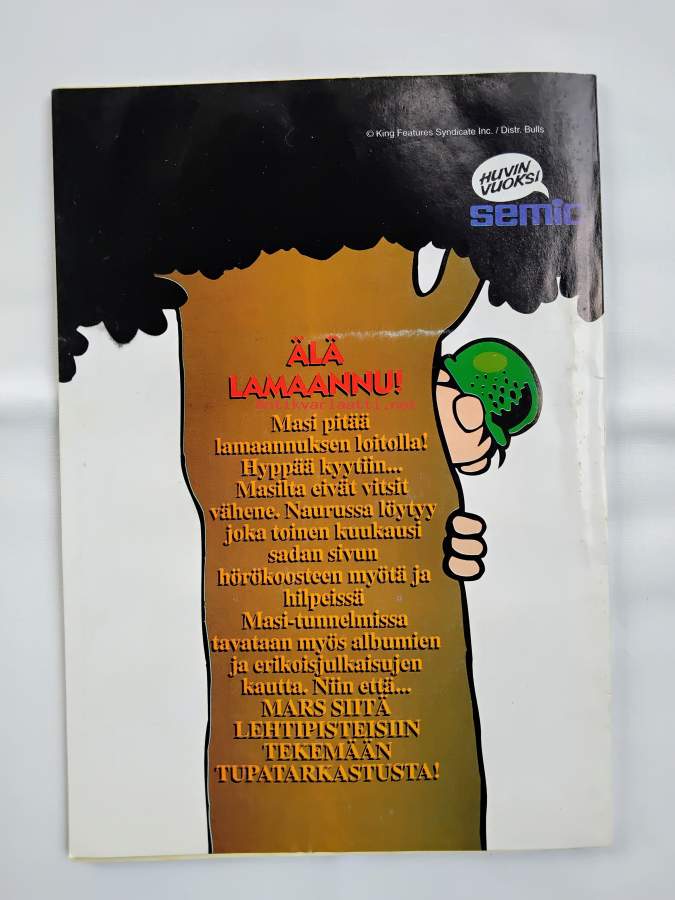 © King Features Syndicate Inc. / Distr. Bulls
HUVIN
VUOKSI
semic
ÄLÄ
LAMAANNU!
antikvariaatti.net
Masi pitää
lamaannuksen loitolla!
Hyppää kyytiin...
Masilta eivät vitsit
vähene. Naurussa löytyy
joka toinen kuukausi
sadan sivun
hörökoosteen myötä ja
hilpeissä
Masi-tunnelmissa
tavataan myös albumien
ja erikoisjulkaisujen
kautta. Niin että...
MARS SIITÄ
LEHTIPISTEISIIN
TEKEMÄÄN
TUPATARKASTUSTA!